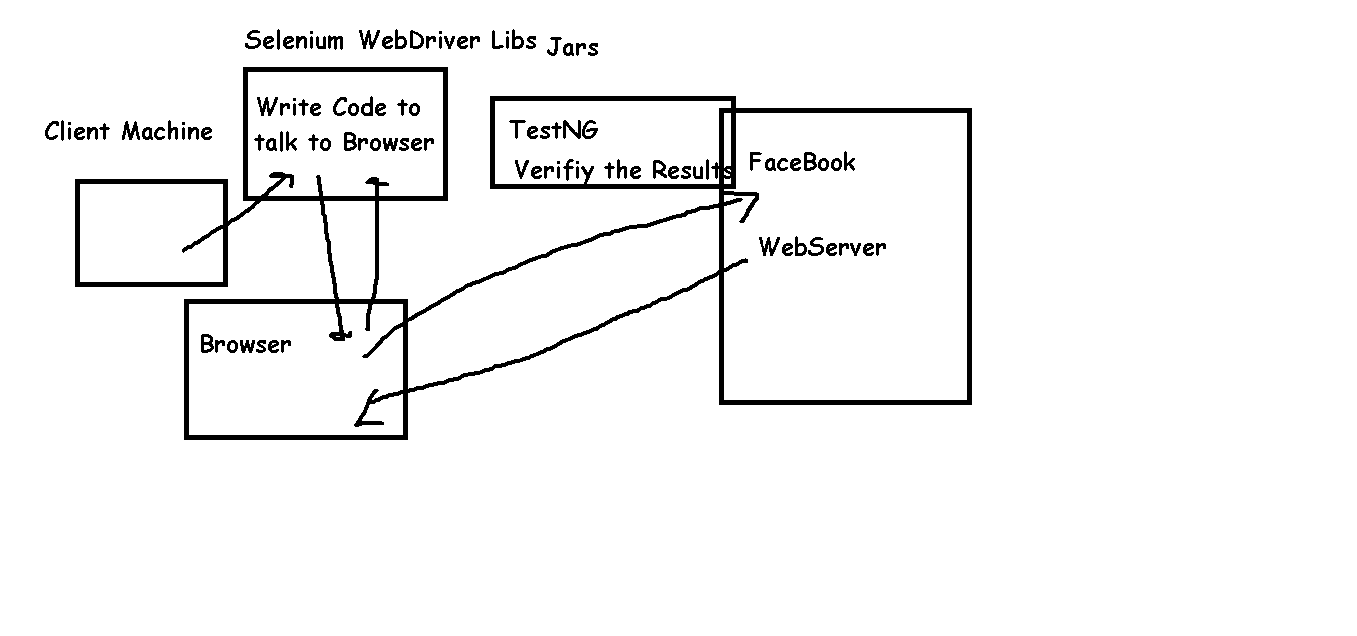 Selenium WebDriver Libs Jars
Write Code to
talk to Browser
Client Machine
TestNG
Verifiy the Results
FaceBook
WebServer
Browser